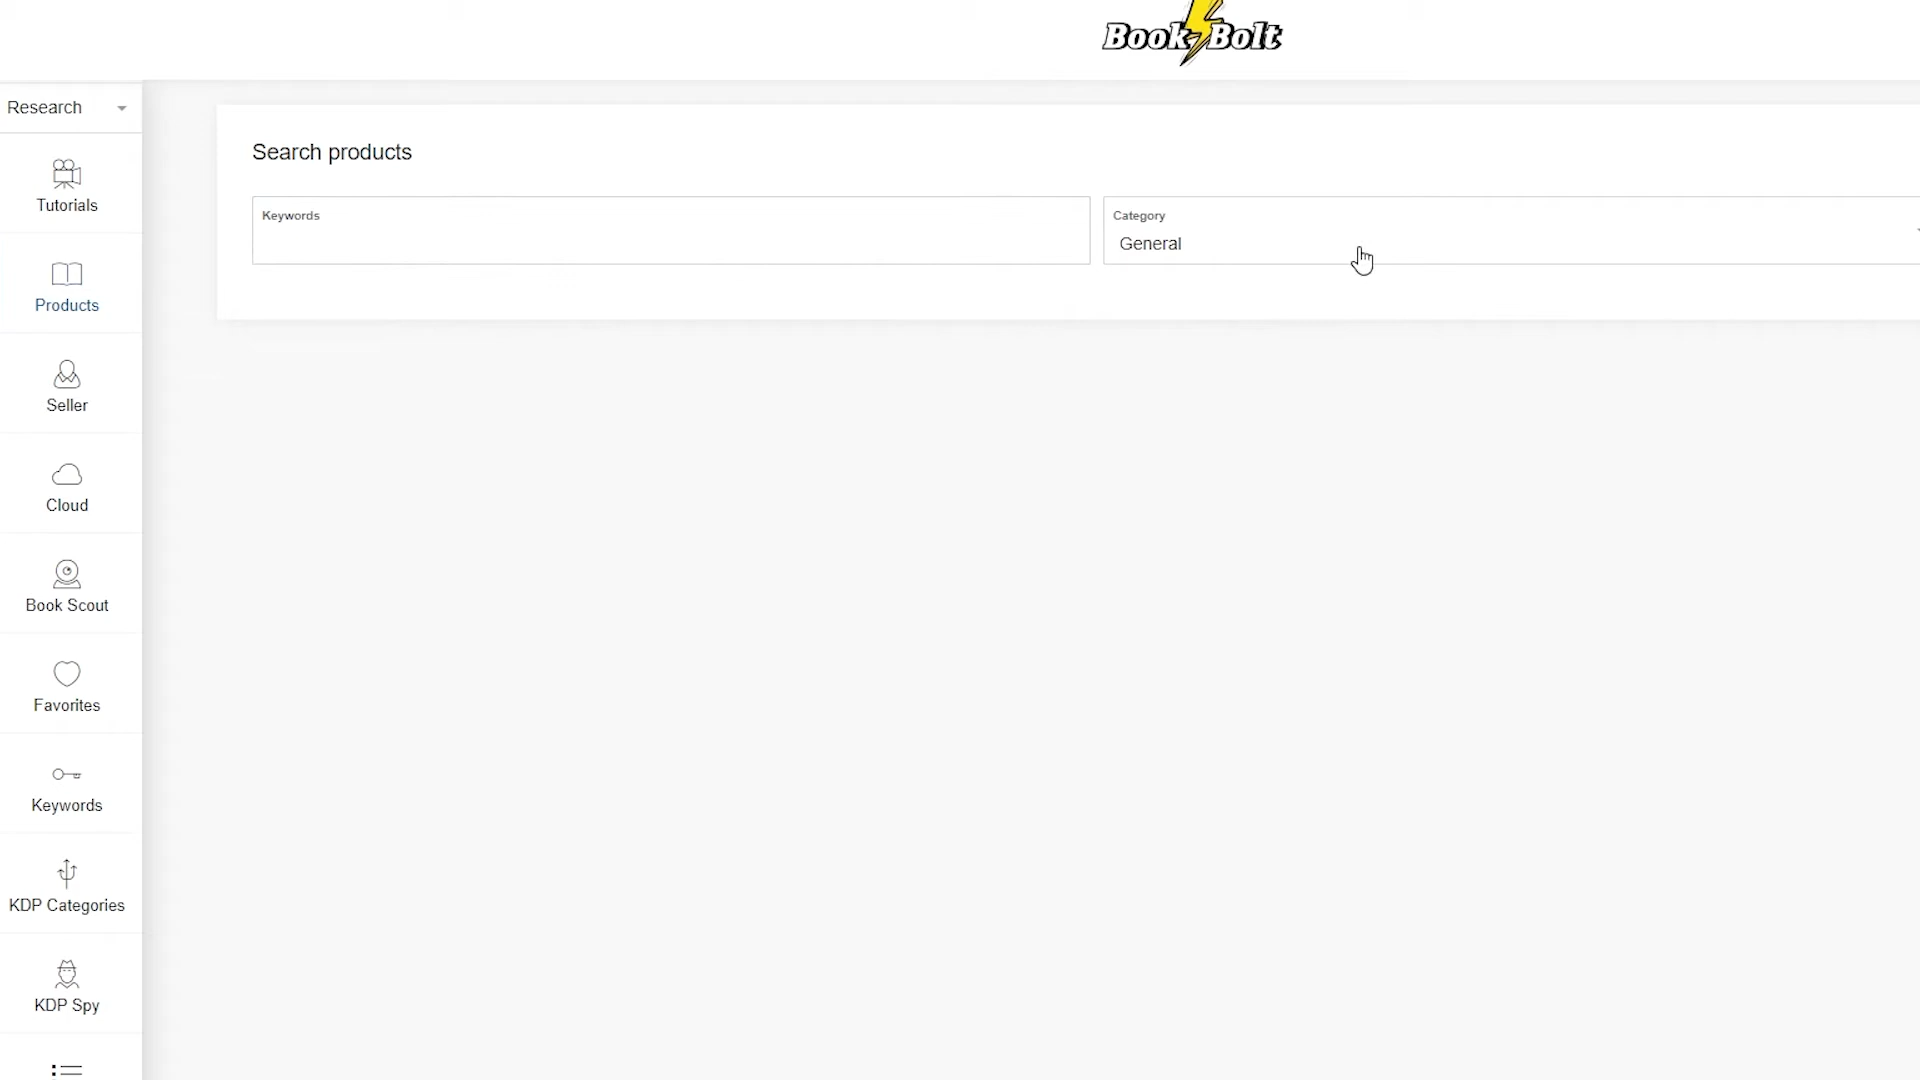 Book Bolt
Research
Tutorials
Products
Seller
Cloud
Book Scout
Favorites
Keywords
KDP Categories
KDP Spy
Search products
Keywords
Category
General